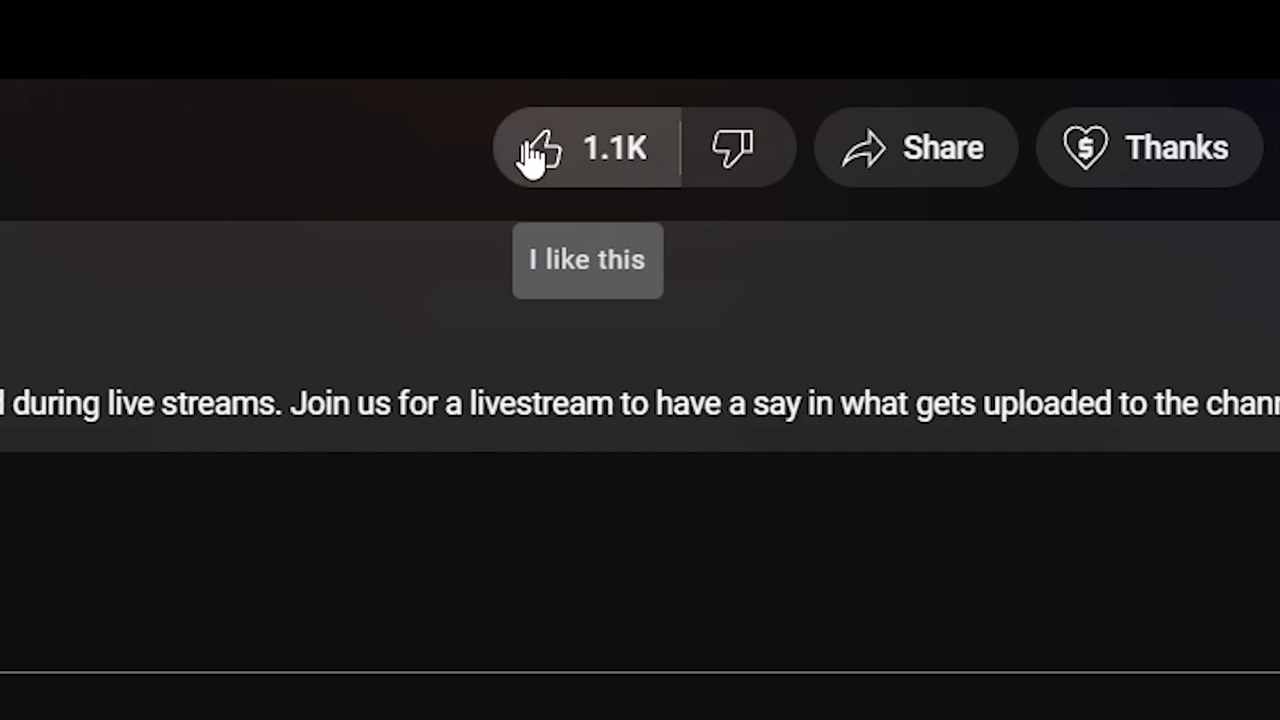 1.1K Share Thanks
I like this
during live streams. Join us for a livestream to have a say in what gets uploaded to the